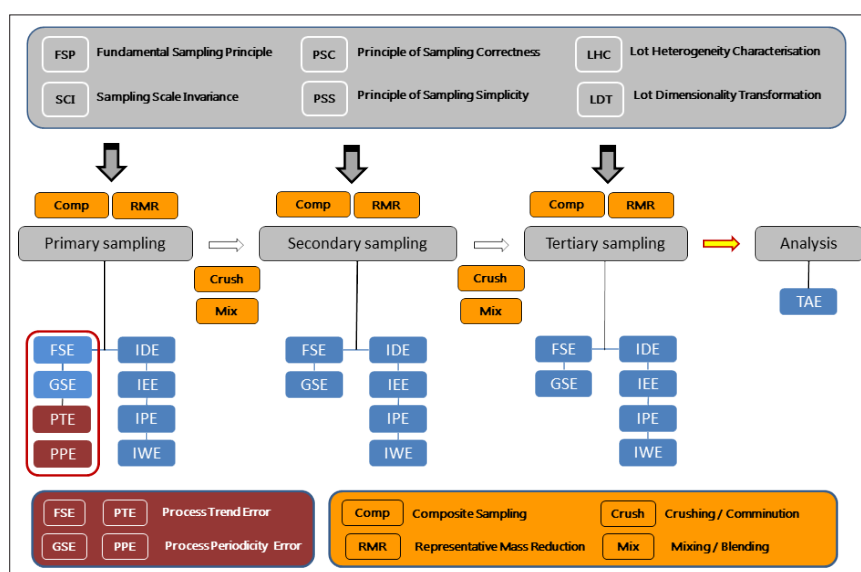 FSP Fundamental Sampling Principle PSC Principle of Sampling Correctness LHC Lot Heterogeneity Characterisation
SCI Sampling Scale Invariance PSS Principle of Sampling Simplicity LDT Lot Dimensionality Transformation
Comp RMR Comp RMR Comp RMR
Primary sampling Secondary sampling Tertiary sampling Analysis
Crush Crush
Mix Mix
TAE
FSE IDE FSE IDE FSE IDE
GSE IEE GSE IEE GSE IEE
PTE IPE IPE IPE
PPE IWE IWE IWE
FSE PTE Process Trend Error
GSE PPE Process Periodicity Error
Comp Composite Sampling Crush Crushing / Comminution
RMR Representative Mass Reduction Mix Mixing / Blending